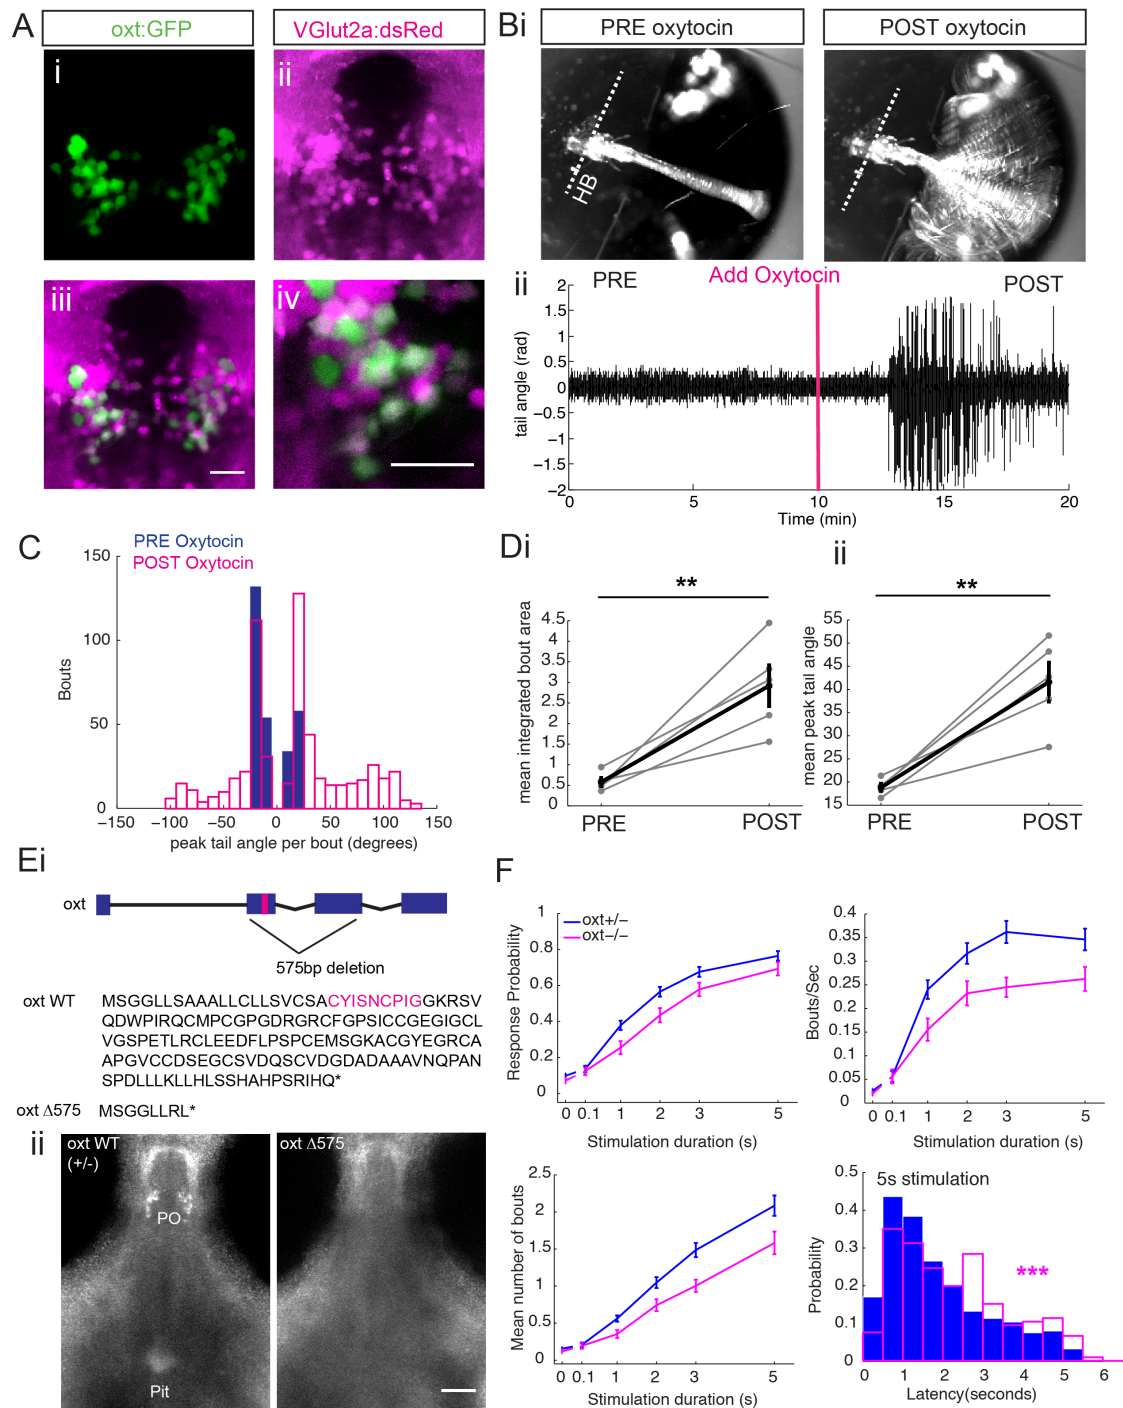 A
oxt:GFP
VGlut2a:dsRed
i
ii
iii
iv
Bi
PRE oxytocin
POST oxytocin
HB
ii
PRE
Add Oxytocin
POST
tail angle (rad)
2
1.5
1
0.5
0
−0.5
−1
−1.5
−2
0
5
10
15
20
Time (min)
C
PRE Oxytocin
POST Oxytocin
Bouts
150
100
50
0
−150
−100
−50
0
50
100
150
peak tail angle per bout (degrees)
Di
**
mean integrated bout area
4.5
4
3.5
3
2.5
2
1.5
1
0.5
0
PRE
POST
ii
**
mean peak tail angle
55
50
45
40
35
30
25
20
15
PRE
POST
Ei
oxt
575bp deletion
oxt WT
MSGGLLSAAALLCLLSVCSACYISNCPIGGKRSV
QDWPIRQCMPCGPGDRGRCFGPSICCGEGIGCL
VGSPETLRCLEEDFLPSPCEMSGKACGYEGRCA
APGVCCDSEGCSVDQSCVDGDADAAAVNQPAN
SPDLLLKLLHLSSHAHPSRIHQ*
oxt Δ575
MSGGLLRL*
ii
oxt WT
(+/-)
PO
Pit
oxt Δ575
F
oxt+/−
oxt−/−
Response Probability
1
0.8
0.6
0.4
0.2
0
0
0.1
1
2
3
5
Stimulation duration (s)
Bouts/Sec
0.4
0.35
0.3
0.25
0.2
0.15
0.1
0.05
0
0
0.1
1
2
3
5
Stimulation duration (s)
Mean number of bouts
2.5
2
1.5
1
0.5
0
0
0.1
1
2
3
5
Stimulation duration (s)
5s stimulation
***
Probability
0.5
0.4
0.3
0.2
0.1
0
0
1
2
3
4
5
6
Latency(seconds)